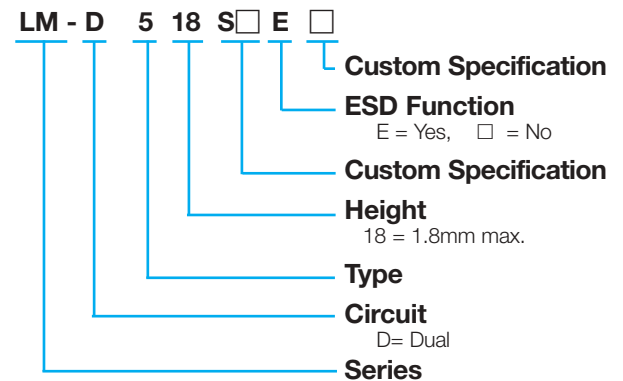 LM - D 5 18 S□ E □
Custom Specification
ESD Function
E = Yes, □ = No
Custom Specification
Height
18 = 1.8mm max.
Type
Circuit
D= Dual
Series